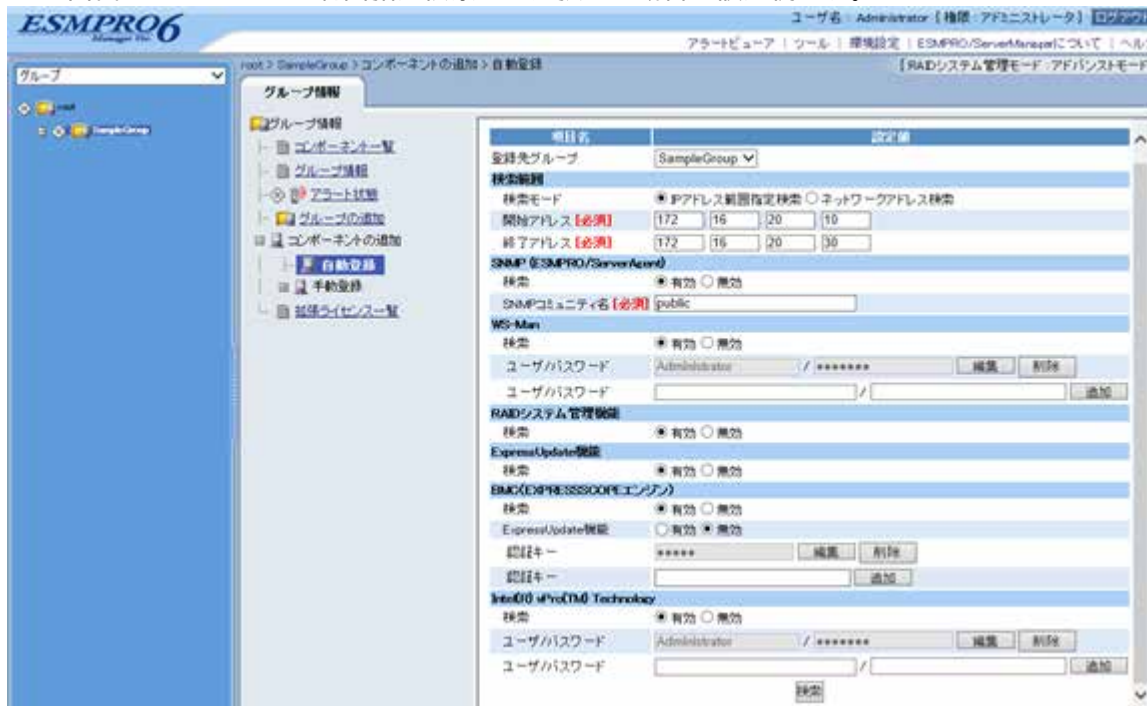 ESMPRO6
Manager Ver.
ユーザ名 : Administrator 【 権限 : アドミニストレータ】 ログアウト
アラートビューア | ツール | 環境設定 | ESMPRO/ServerManagerについて | ヘル
グループ
root > SampleGroup > コンポーネントの追加 > 自動登録
[ RAIDシステム管理モード : アドバンストモード
root
SampleGroup
グループ情報
グループ情報
コンポーネント一覧
グループ情報
アラート状態
グループの追加
コンポーネントの追加
自動登録
手動登録
拡張ライセンス一覧
項目名 設定値
登録先グループ SampleGroup
検索範囲
検索モード IPアドレス範囲指定検索 ネットワークアドレス検索
開始アドレス [必須] 172 16 20 10
終了アドレス [必須] 172 16 20 30
SNMP (ESMPRO/ServerAgent)
検索 有効 無効
SNMPコミュニティ名 [必須] public
WS-Man
検索 有効 無効
ユーザ/パスワード Administrator / ******* 編集 削除
ユーザ/パスワード / 追加
RAIDシステム管理機能
検索 有効 無効
ExpressUpdate機能
検索 有効 無効
BMC(EXPRESSSCOPEエンジン)
検索 有効 無効
ExpressUpdate機能 有効 無効
認証キー ***** 編集 削除
認証キー 追加
Intel(R) vPro(TM) Technology
検索 有効 無効
ユーザ/パスワード Administrator / ******* 編集 削除
ユーザ/パスワード / 追加
検索